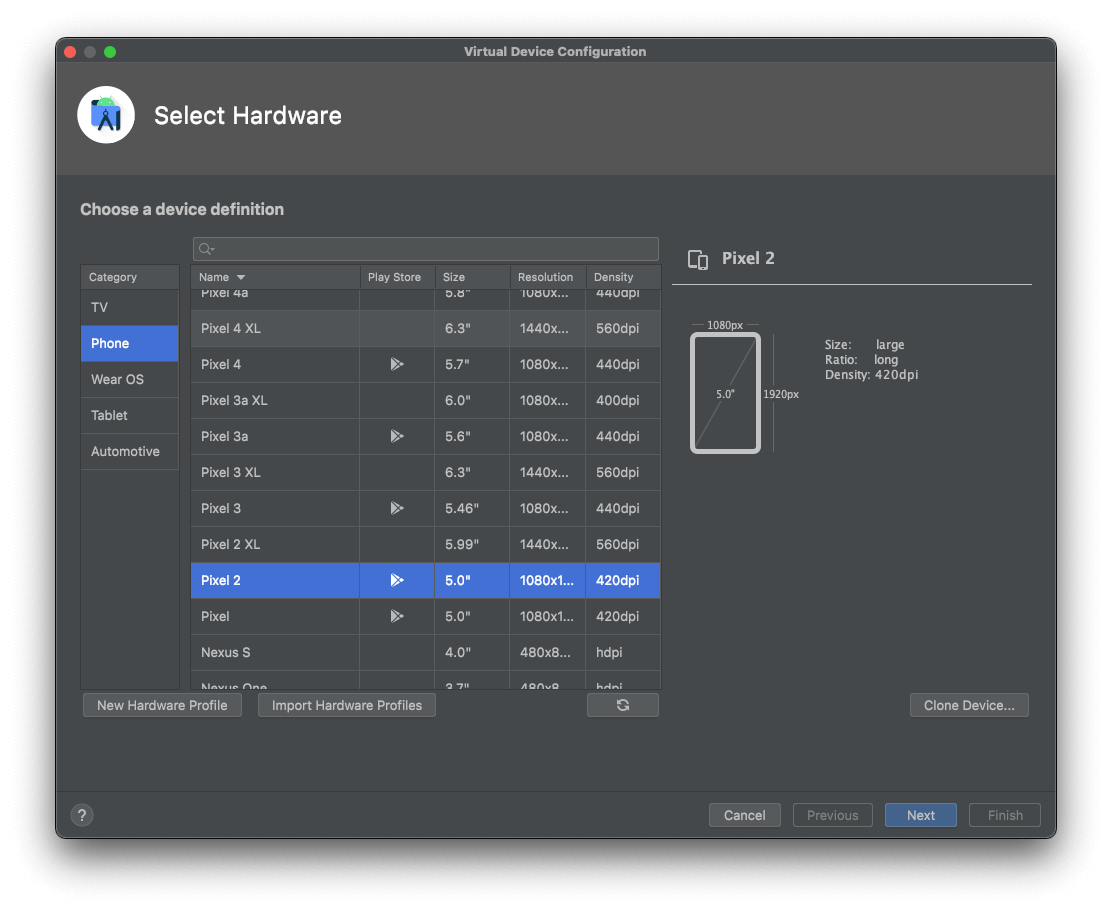 Virtual Device Configuration
Select Hardware
Choose a device definition
Category
TV
Phone
Wear OS
Tablet
Automotive
Name Play Store Size Resolution Density
Pixel 4a 5.8" 1080x... 440dpi
Pixel 4 XL 6.3" 1440x... 560dpi
Pixel 4 5.7" 1080x... 440dpi
Pixel 3a XL 6.0" 1080x... 400dpi
Pixel 3a 5.6" 1080x... 440dpi
Pixel 3 XL 6.3" 1440x... 560dpi
Pixel 3 5.46" 1080x... 440dpi
Pixel 2 XL 5.99" 1440x... 560dpi
Pixel 2 5.0" 1080x1... 420dpi
Pixel 5.0" 1080x1... 420dpi
Nexus S 4.0" 480x8... hdpi
Nexus One 3.7" 480x8... hdpi
New Hardware Profile Import Hardware Profiles
Pixel 2
1080px
5.0"
1920px
Size: large
Ratio: long
Density: 420dpi
Clone Device...
?
Cancel Previous Next Finish